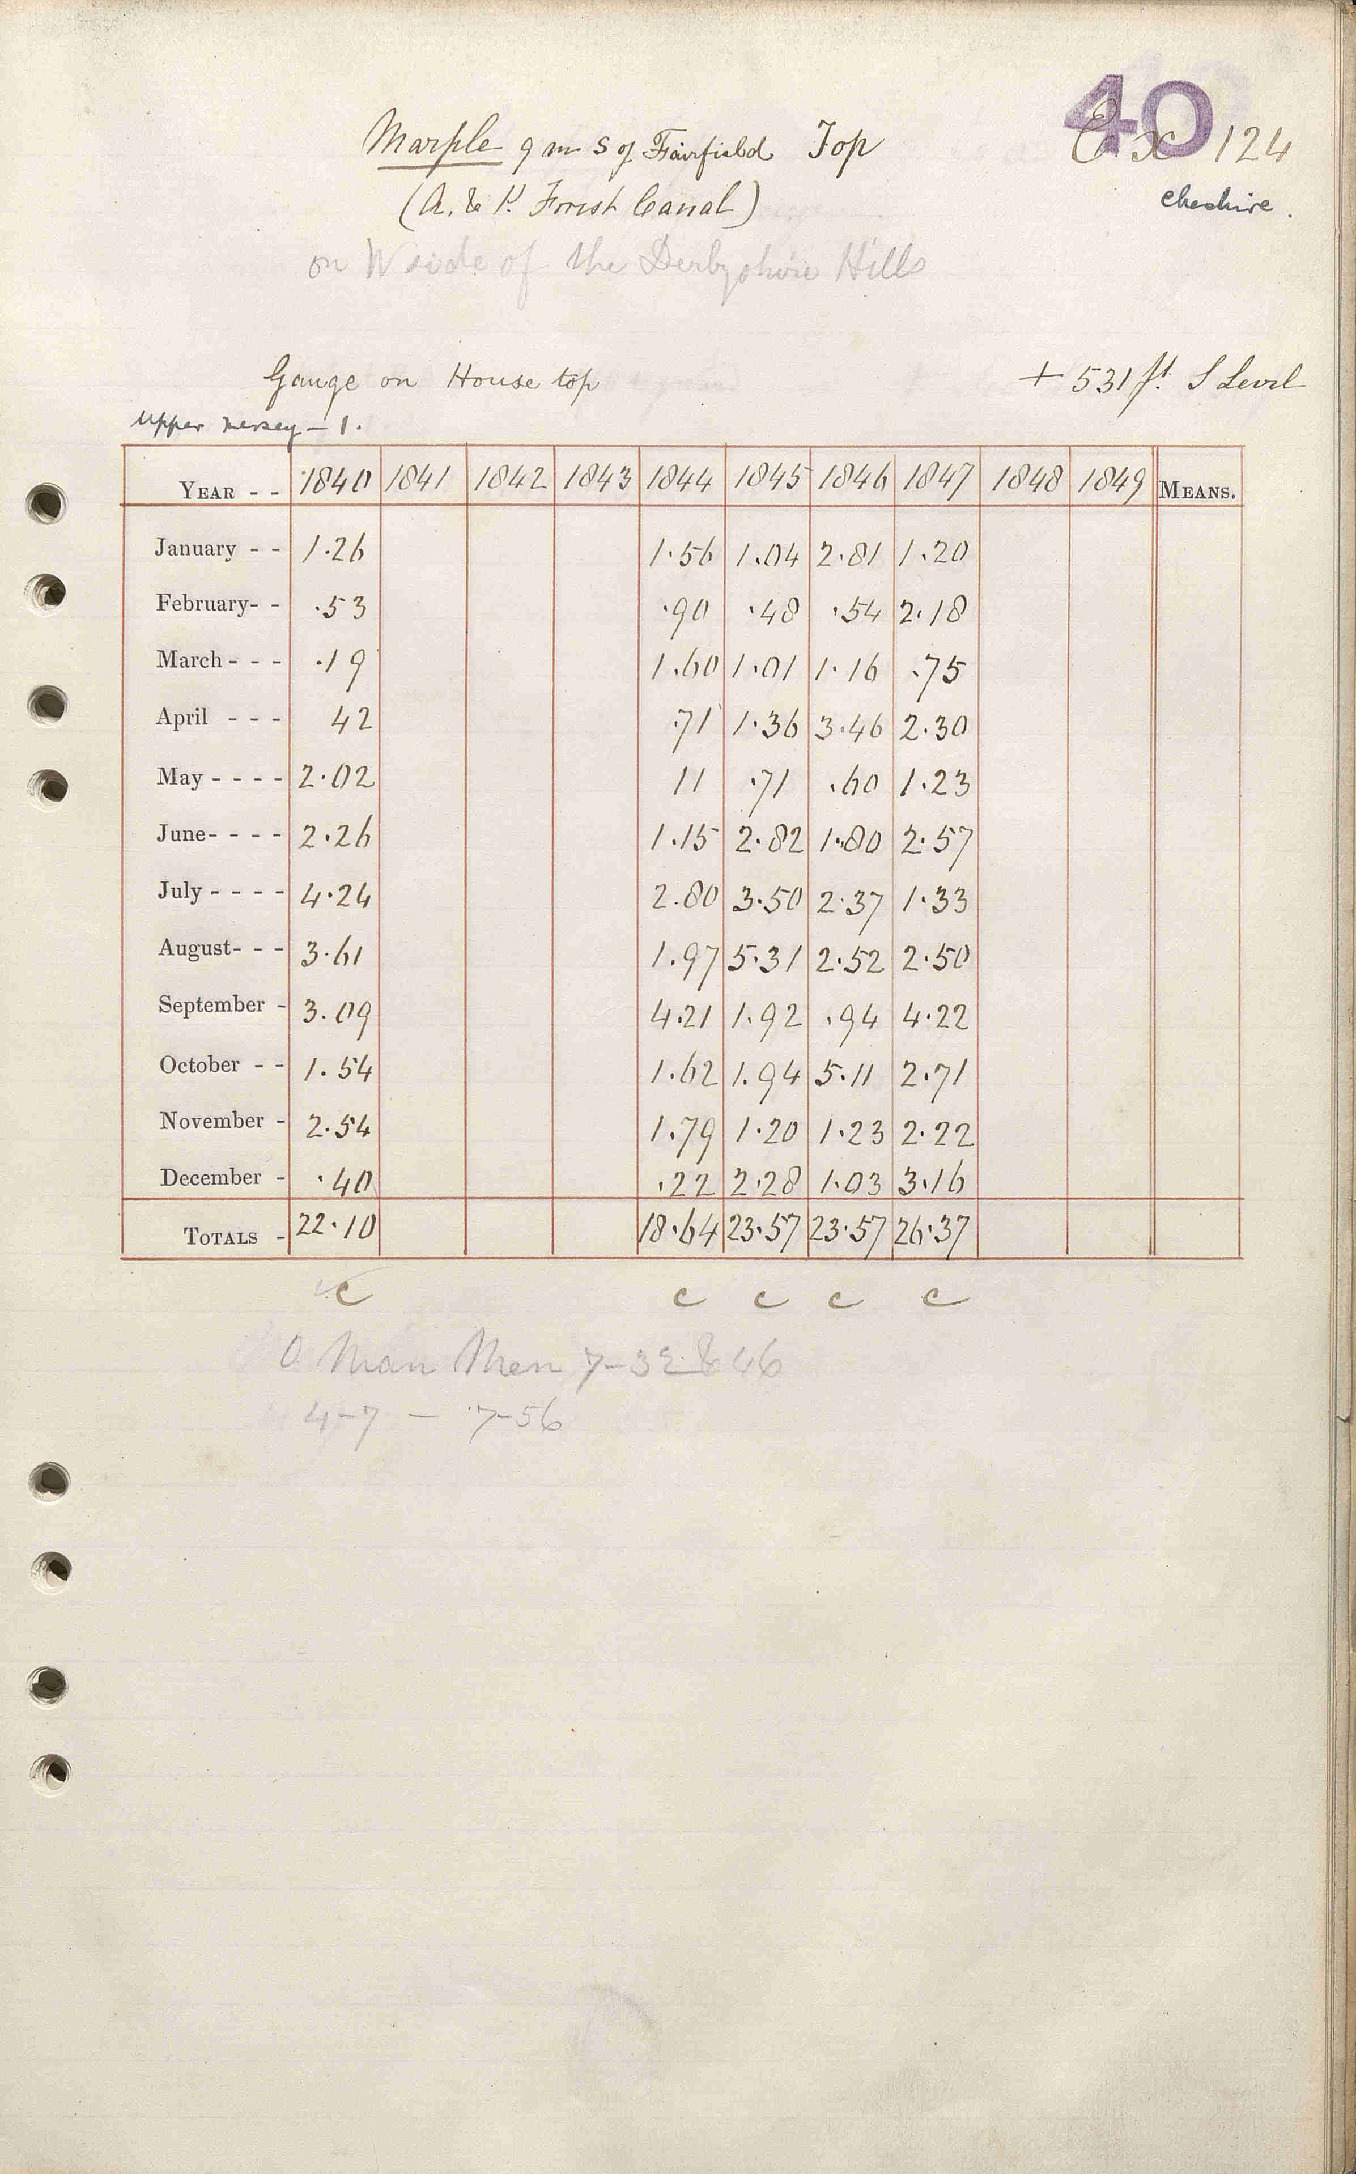 40
Marple 9 m S of Fairfield Top
Ex 124
(A. & P. Forest Canal)
Cheshire.
on W side of the Derbyshire Hills
Gauge on House top
+ 531 ft. S Level
Upper Mersey - 1.
YEAR - - 1840 1841 1842 1843 1844 1845 1846 1847 1848 1849 MEANS.
January - - 1.26 1.56 1.04 2.81 1.20
February- - .53 .90 .48 .54 2.18
March - - - .19 1.60 1.01 1.16 .75
April - - - 42 .71 1.36 3.46 2.30
May - - - - 2.02 11 .71 .60 1.23
June- - - - 2.26 1.15 2.82 1.80 2.57
July - - - - 4.24 2.80 3.50 2.37 1.33
August- - - 3.61 1.97 5.31 2.52 2.50
September - 3.09 4.21 1.92 .94 4.22
October - - 1.54 1.62 1.94 5.11 2.71
November - 2.54 1.79 1.20 1.23 2.22
December - .40 .22 2.28 1.03 3.16
TOTALS - 22.10 18.64 23.57 23.57 26.37
c c c c c
Man Mem 7-32 & 46
4-7 - 7-56